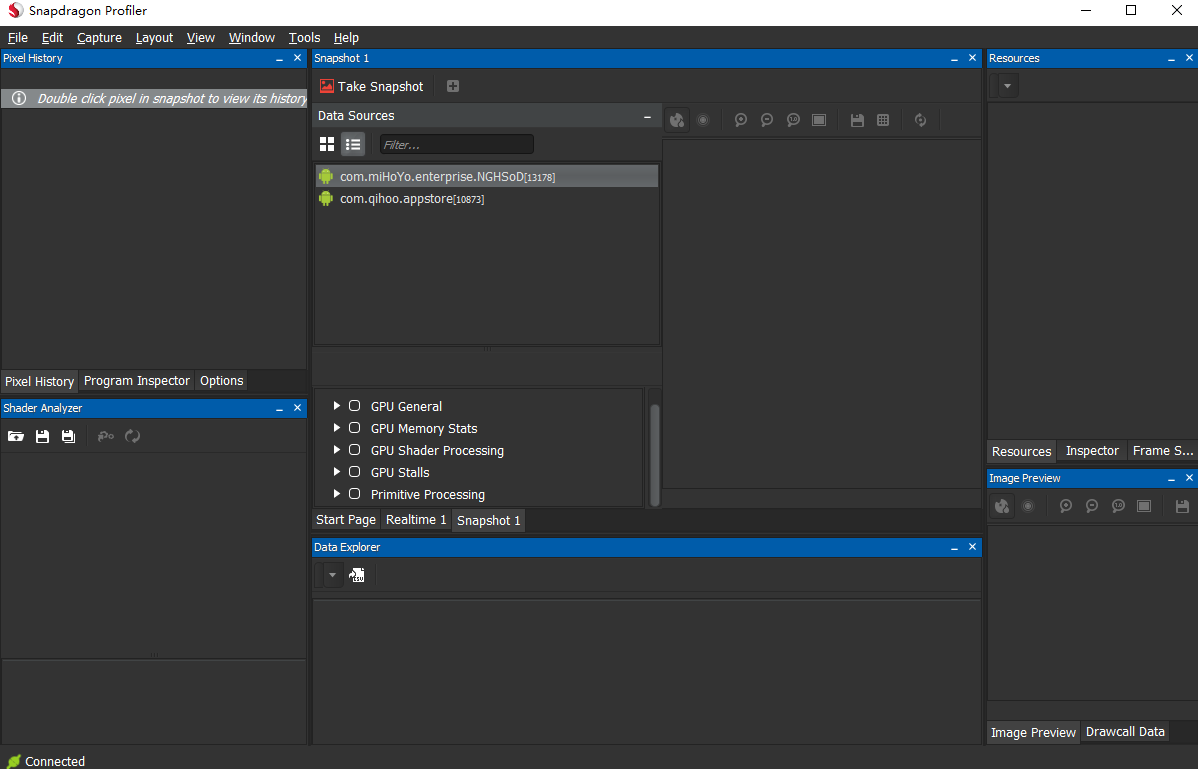 Snapdragon Profiler
File Edit Capture Layout View Window Tools Help
Pixel History
Double click pixel in snapshot to view its history
Pixel History Program Inspector Options
Shader Analyzer
Snapshot 1
Take Snapshot
Data Sources
Filter...
com.miHoYo.enterprise.NGHSoD[13178]
com.qihoo.appstore[10873]
GPU General
GPU Memory Stats
GPU Shader Processing
GPU Stalls
Primitive Processing
Start Page Realtime 1 Snapshot 1
Data Explorer
Resources
Resources Inspector Frame S...
Image Preview
Image Preview Drawcall Data
Connected